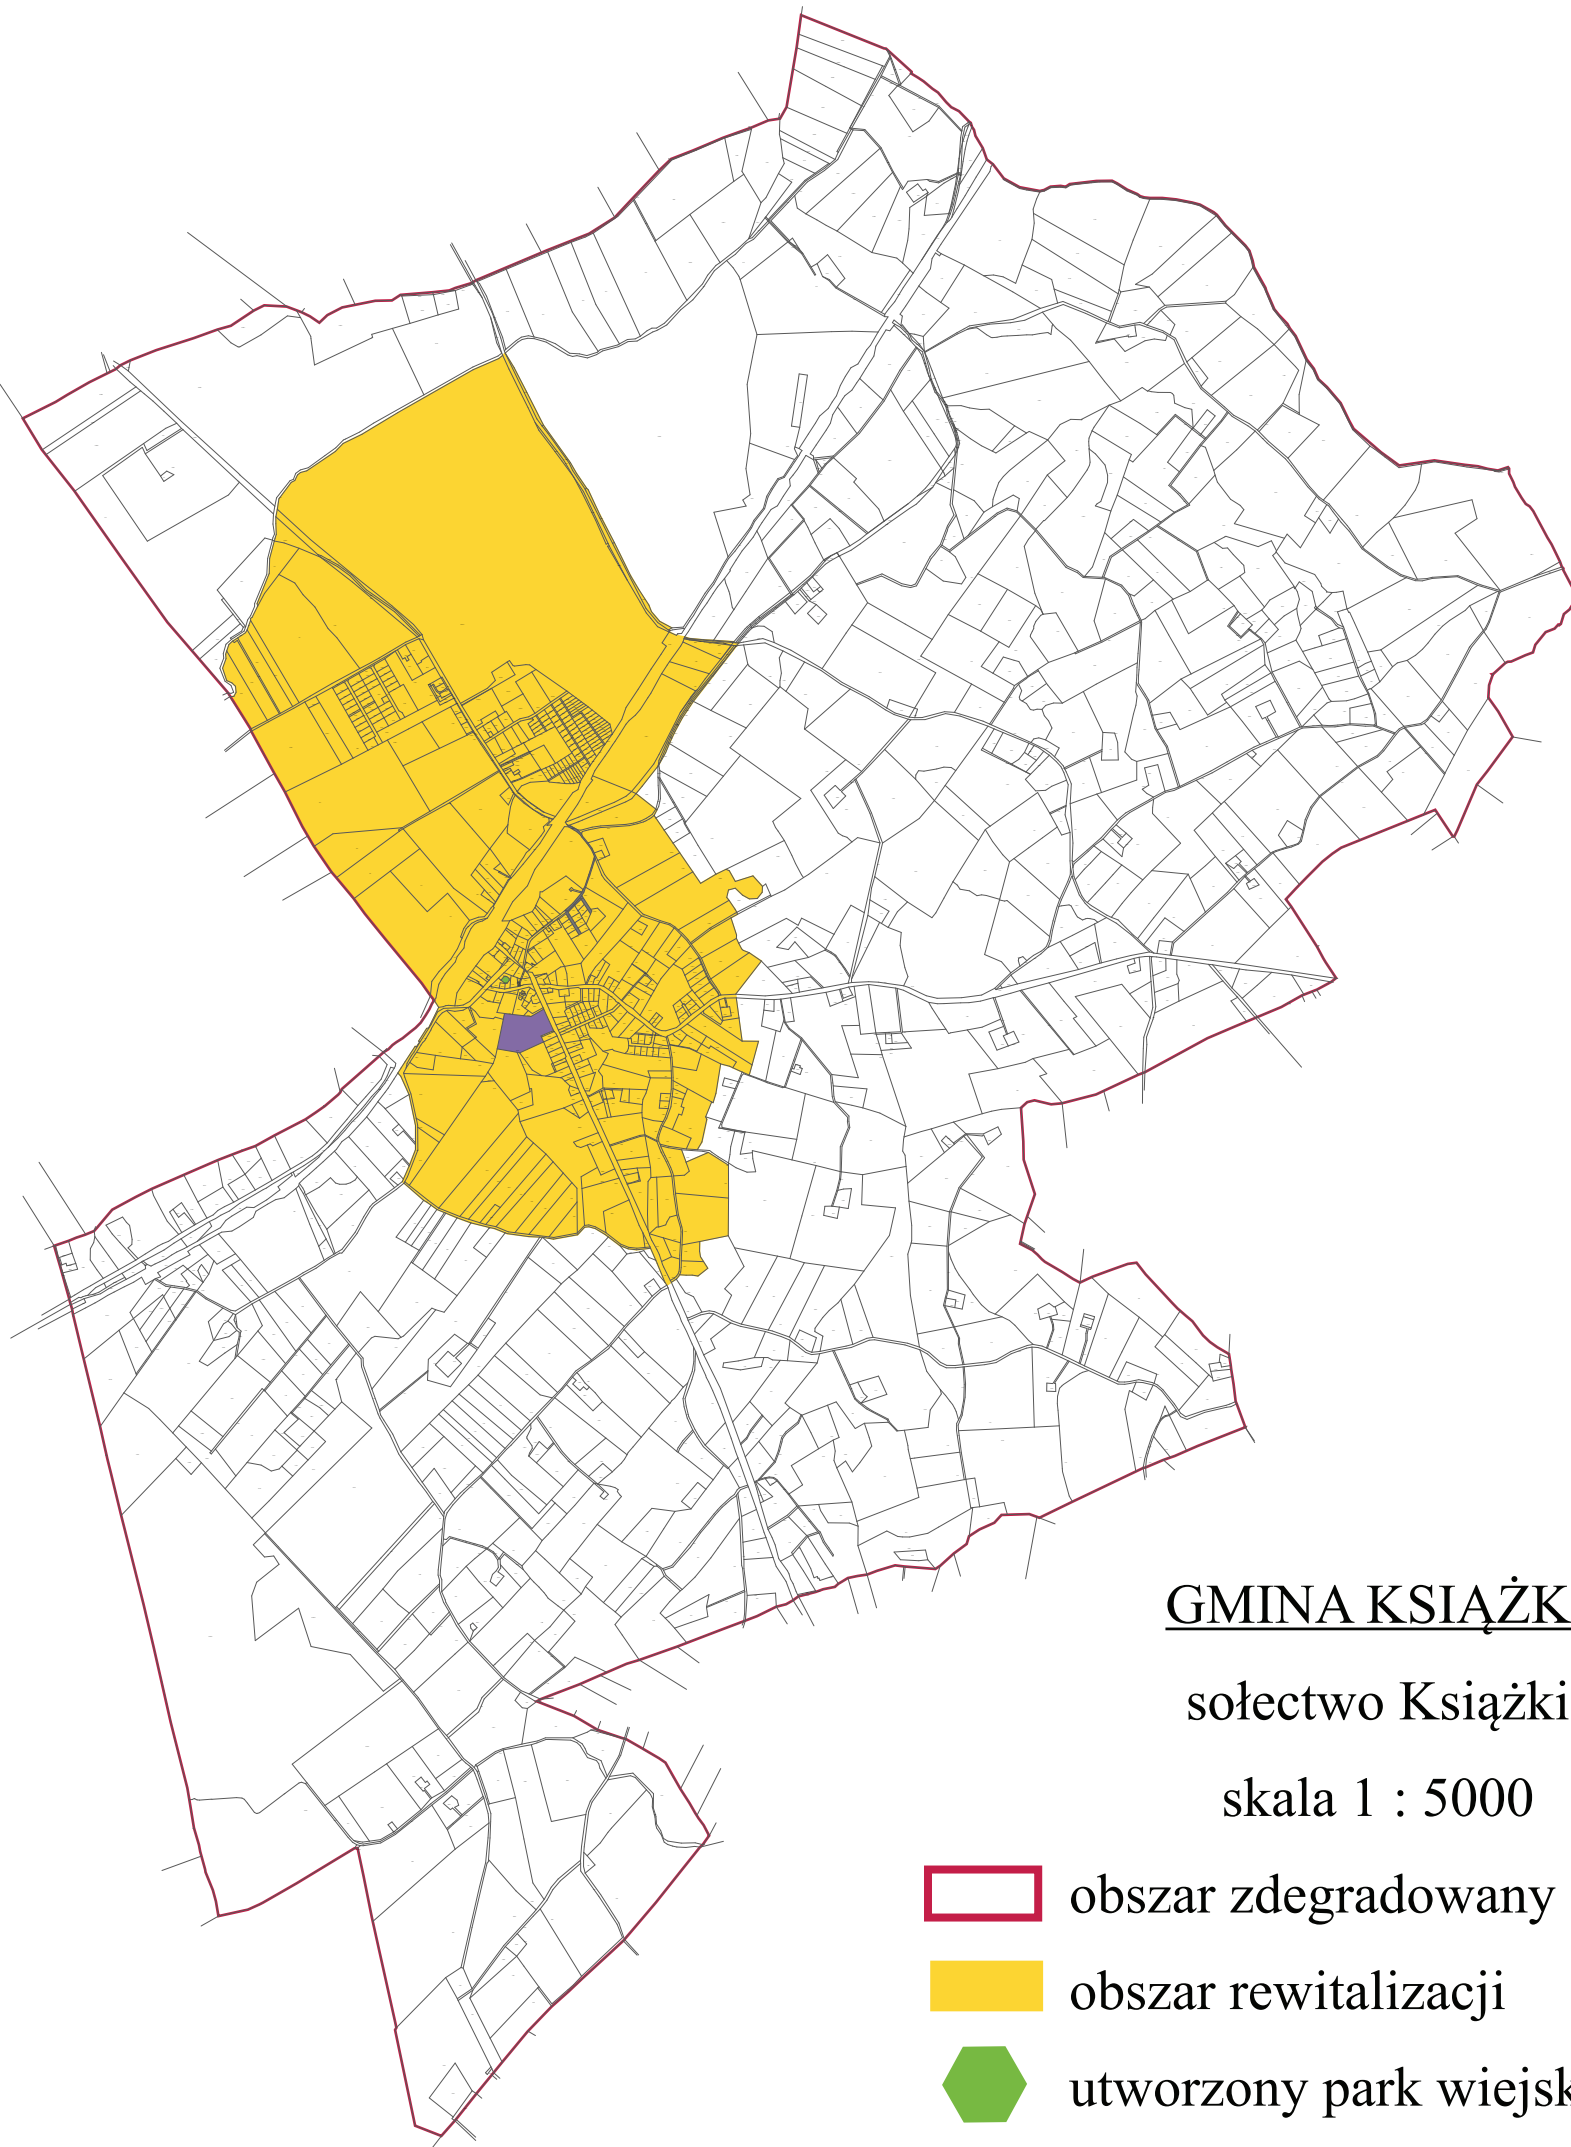 GMINA KSIĄŻK
sołectwo Książki
skala 1 : 5000
obszar zdegradowany
obszar rewitalizacji
utworzony park wiejsk